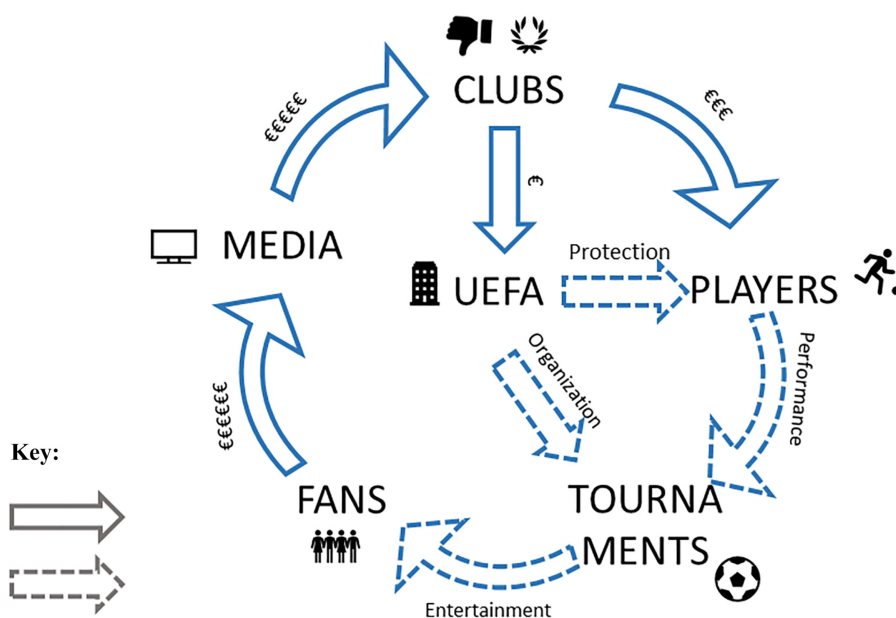 CLUBS
€€€€€
€€€
€
MEDIA
Protection
UEFA
PLAYERS
Organization
Performance
€€€€€€
Key:
FANS
TOURNA
MENTS
Entertainment